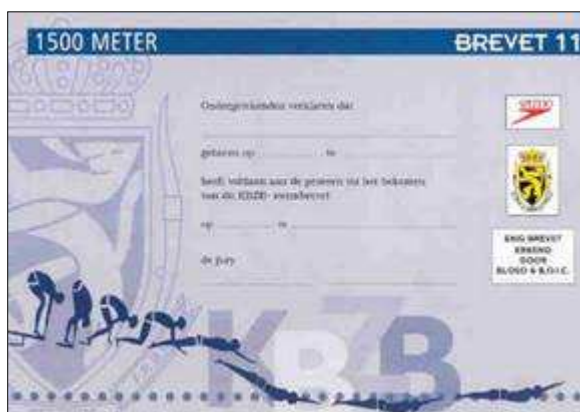 1500 METER
BREVET 11
Ondergetekenden verklaren dat
speedo
geboren op te
heeft voldaan aan de proeven tot het bekomen
van dit KBZB- zwembrevet
op te
ENIG BREVET
ERKEND
DOOR
BLOSO & B.O.I.C.
de jury
KBZB